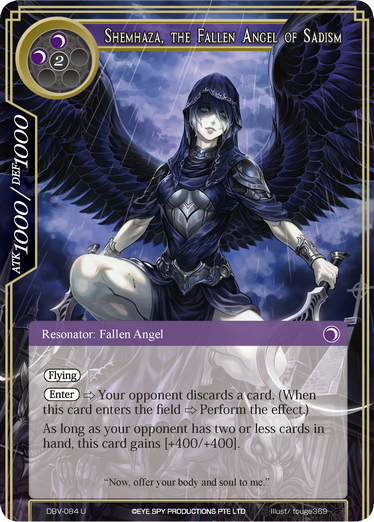 Shemhaza, the Fallen Angel of Sadism
2
ATK 1000 / DEF 1000
Resonator: Fallen Angel
Flying
Enter ⇨ Your opponent discards a card. (When
this card enters the field ⇨ Perform the effect.)
As long as your opponent has two or less cards in
hand, this card gains [+400/+400].
“Now, offer your body and soul to me.”
DBV-084 U
©EYE SPY PRODUCTIONS PTE LTD
Illust/ touge369